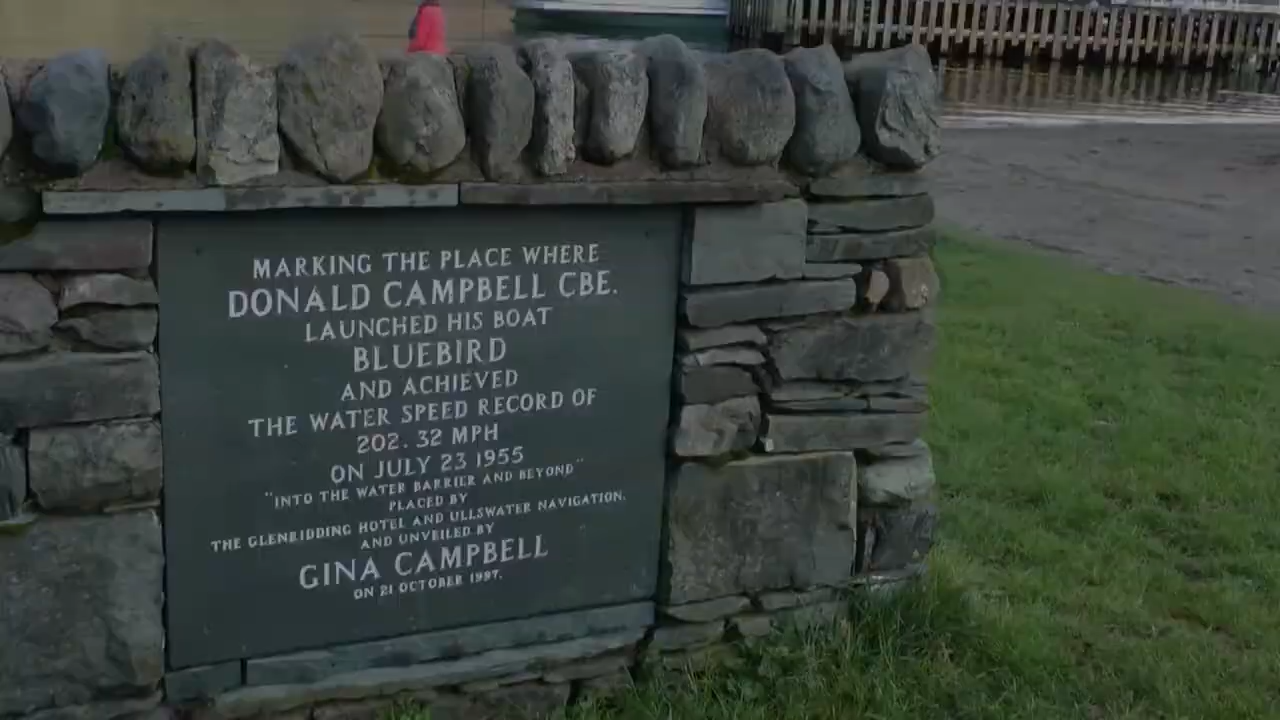 MARKING THE PLACE WHERE
DONALD CAMPBELL CBE.
LAUNCHED HIS BOAT
BLUEBIRD
AND ACHIEVED
THE WATER SPEED RECORD OF
202. 32 MPH
ON JULY 23 1955
"INTO THE WATER BARRIER AND BEYOND"
PLACED BY
THE GLENRIDDING HOTEL AND ULLSWATER NAVIGATION.
AND UNVEILED BY
GINA CAMPBELL
ON 21 OCTOBER 1997.